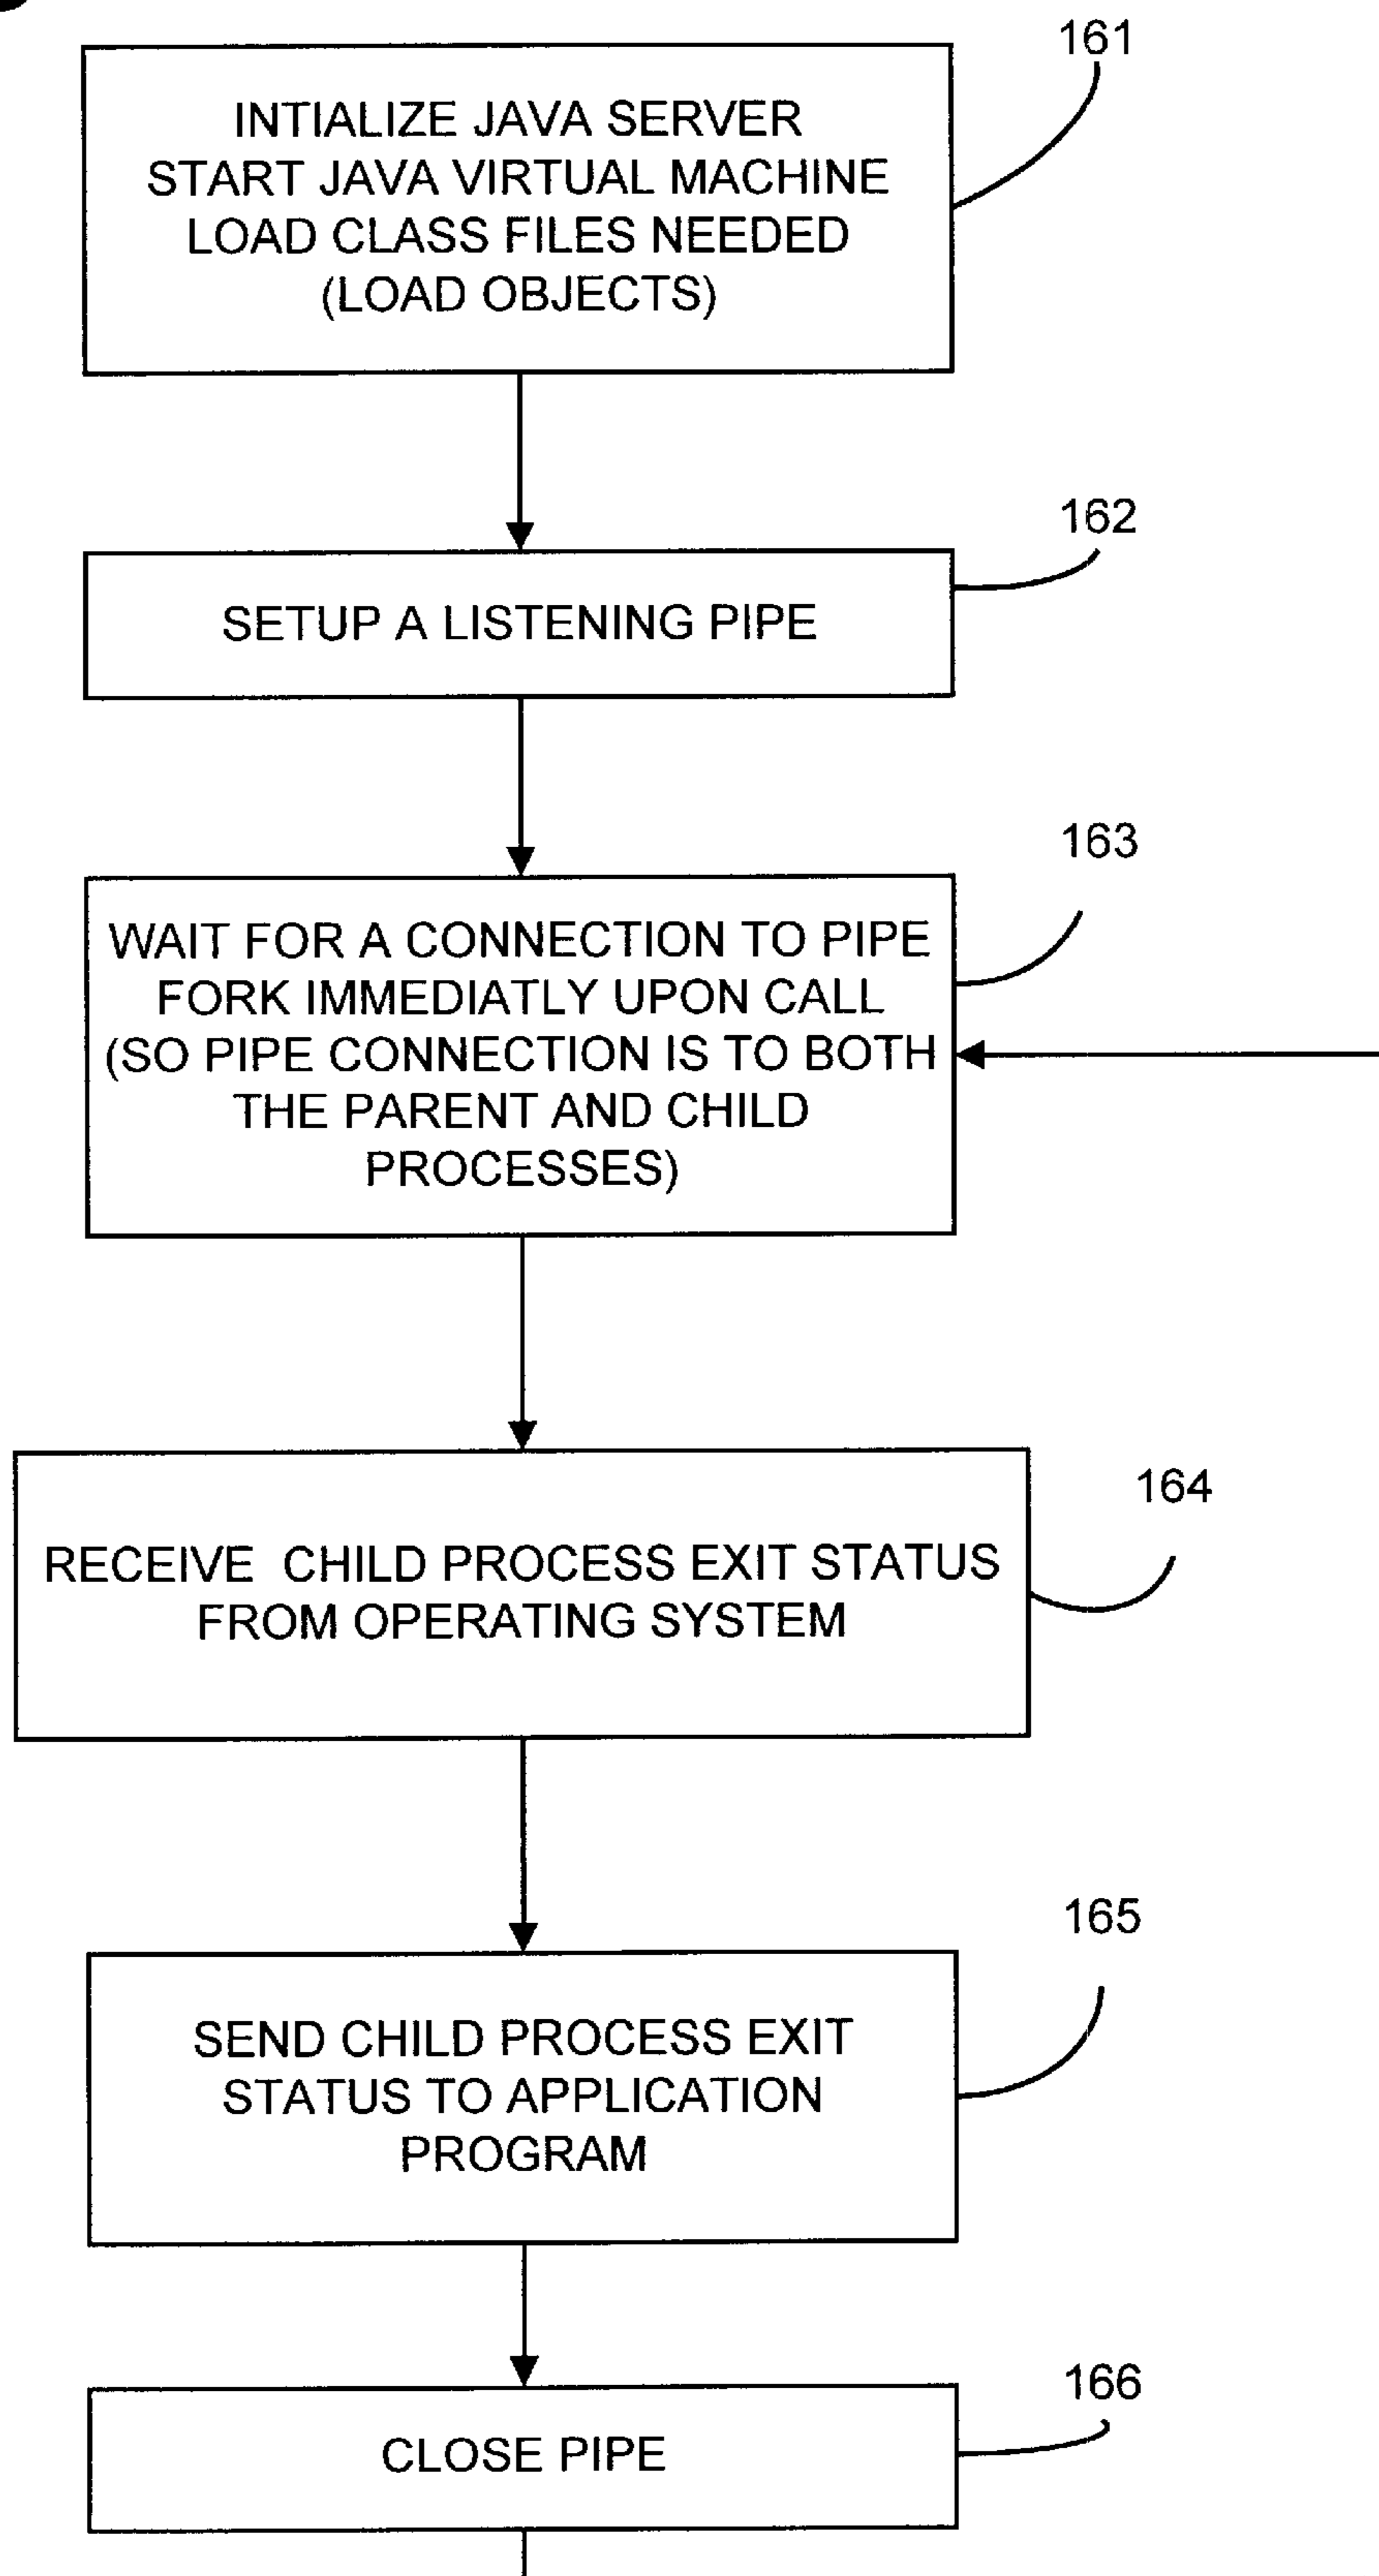 161
INTIALIZE JAVA SERVER
START JAVA VIRTUAL MACHINE
LOAD CLASS FILES NEEDED
(LOAD OBJECTS)
162
SETUP A LISTENING PIPE
163
WAIT FOR A CONNECTION TO PIPE
FORK IMMEDIATLY UPON CALL
(SO PIPE CONNECTION IS TO BOTH
THE PARENT AND CHILD
PROCESSES)
164
RECEIVE CHILD PROCESS EXIT STATUS
FROM OPERATING SYSTEM
165
SEND CHILD PROCESS EXIT
STATUS TO APPLICATION
PROGRAM
166
CLOSE PIPE